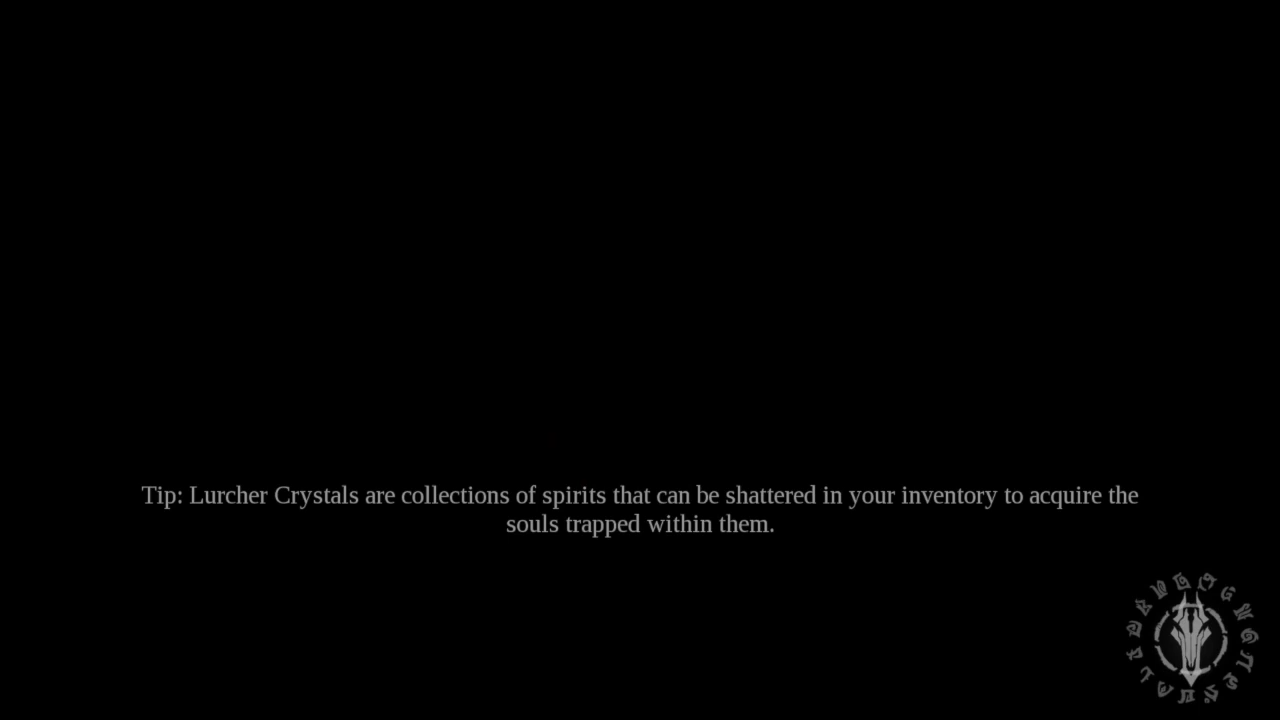 Tip: Lurcher Crystals are collections of spirits that can be shattered in your inventory to acquire the
souls trapped within them.